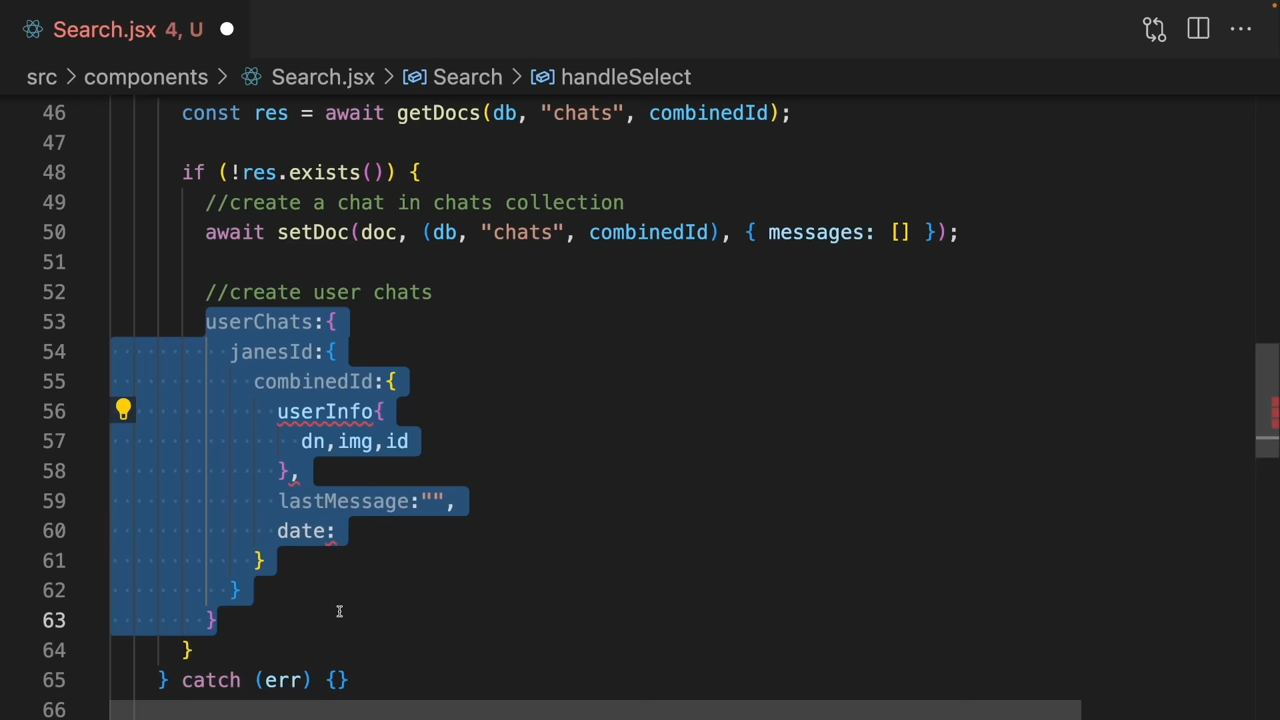 Search.jsx 4, U
src > components > Search.jsx > Search > handleSelect
46 const res = await getDocs(db, "chats", combinedId);
47
48 if (!res.exists()) {
49 //create a chat in chats collection
50 await setDoc(doc, (db, "chats", combinedId), { messages: [] });
51
52 //create user chats
53 userChats:{
54 janesId:{
55 combinedId:{
56 userInfo{
57 dn,img,id
58 },
59 lastMessage:"",
60 date:
61 }
62 }
63 }
64 }
65 } catch (err) {}
66